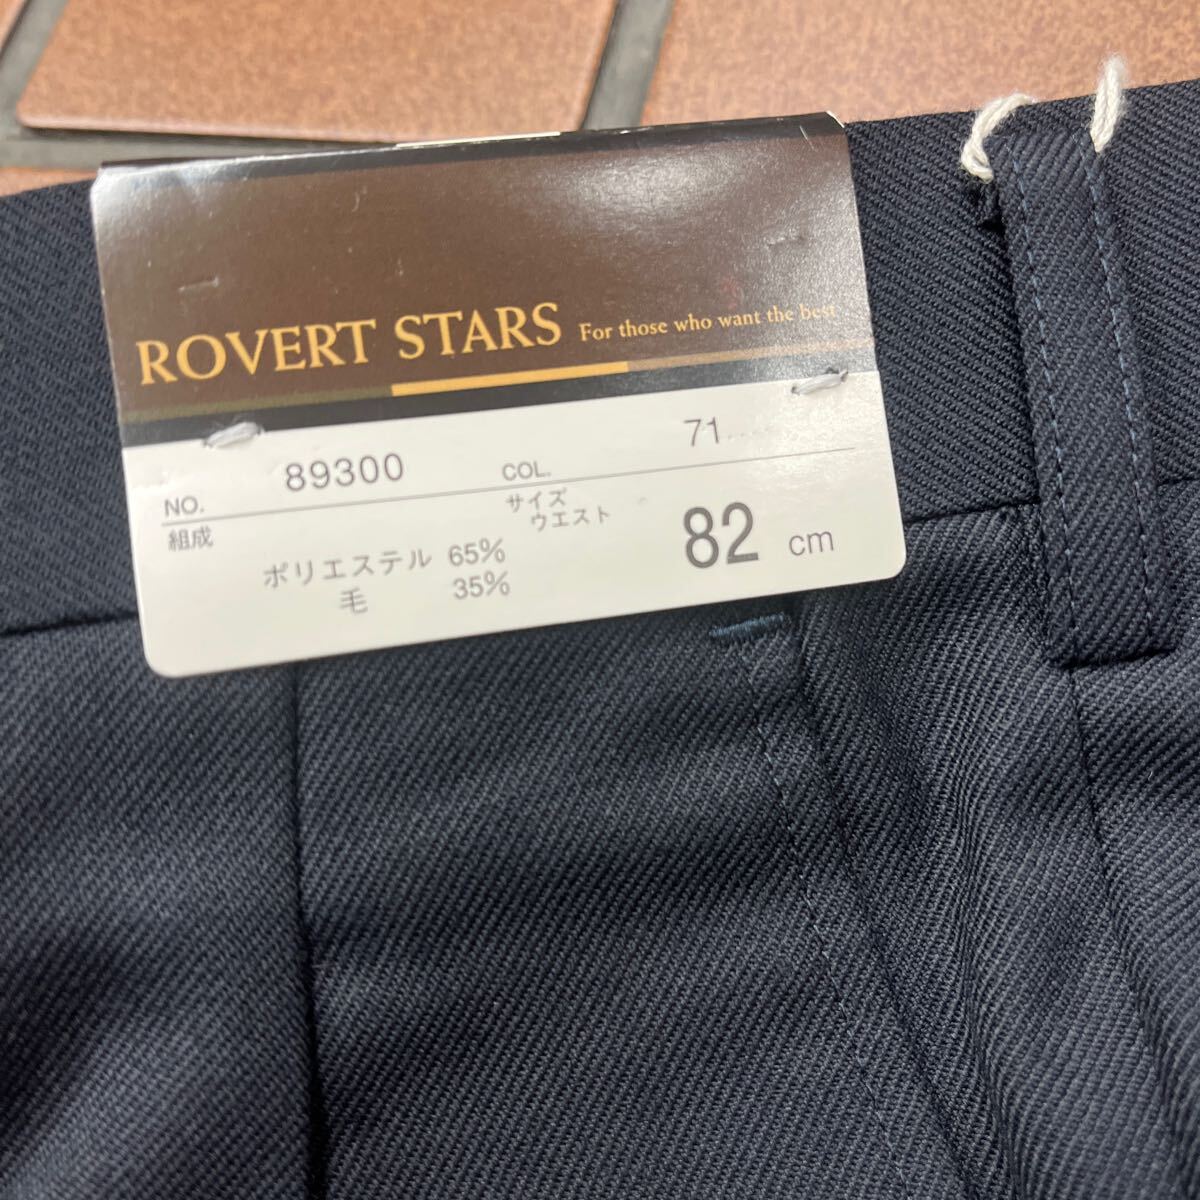 ROVERT STARS For those who want the best
NO. 89300 COL. 71
組成 サイズ
ウエスト 82 cm
ポリエステル 65%
毛 35%